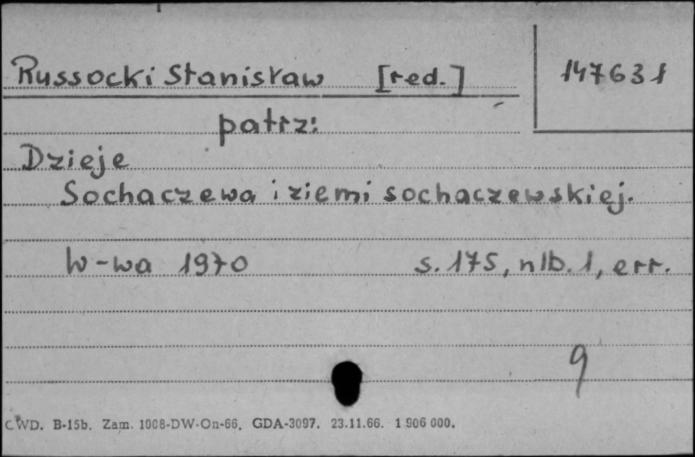 Russocki Stanisław [red.] 147631
patrz:
Dzieje
Sochaczewa i ziemi sochaczewskiej.
W-wa 1970 s. 175, nlb. 1, err.
9
CWD. B-15b. Zam. 1008-DW-On-66. GDA-3097. 23.11.66. 1 906 000.